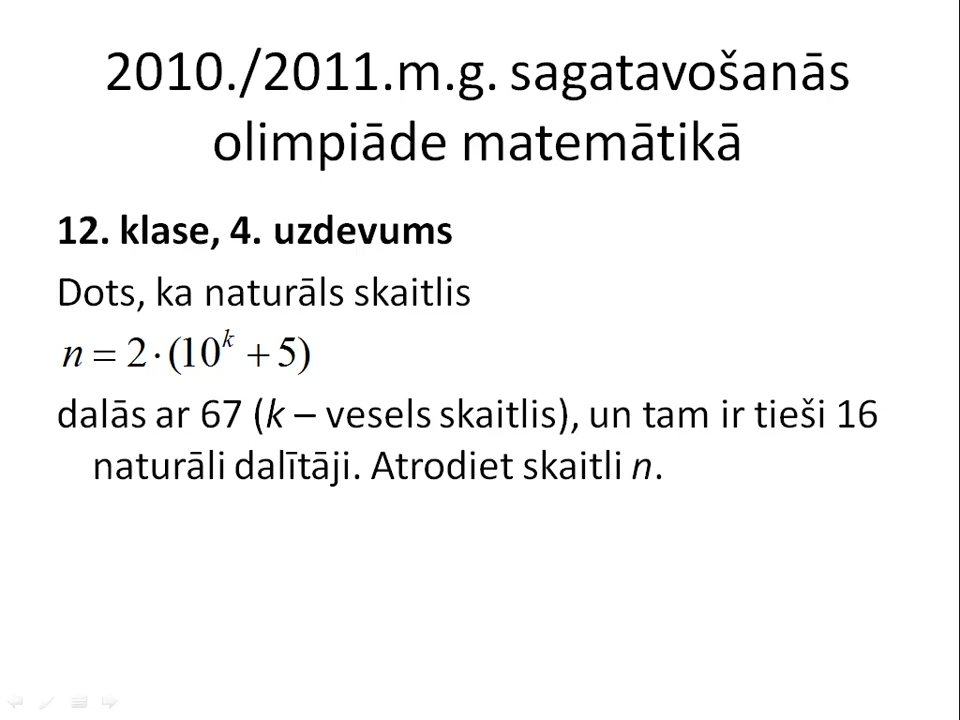 2010./2011.m.g. sagatavošanās
olimpiāde matemātikā
12. klase, 4. uzdevums
Dots, ka naturāls skaitlis
n = 2·(10^k + 5)
dalās ar 67 (k – vesels skaitlis), un tam ir tieši 16
naturāli dalītāji. Atrodiet skaitli n.